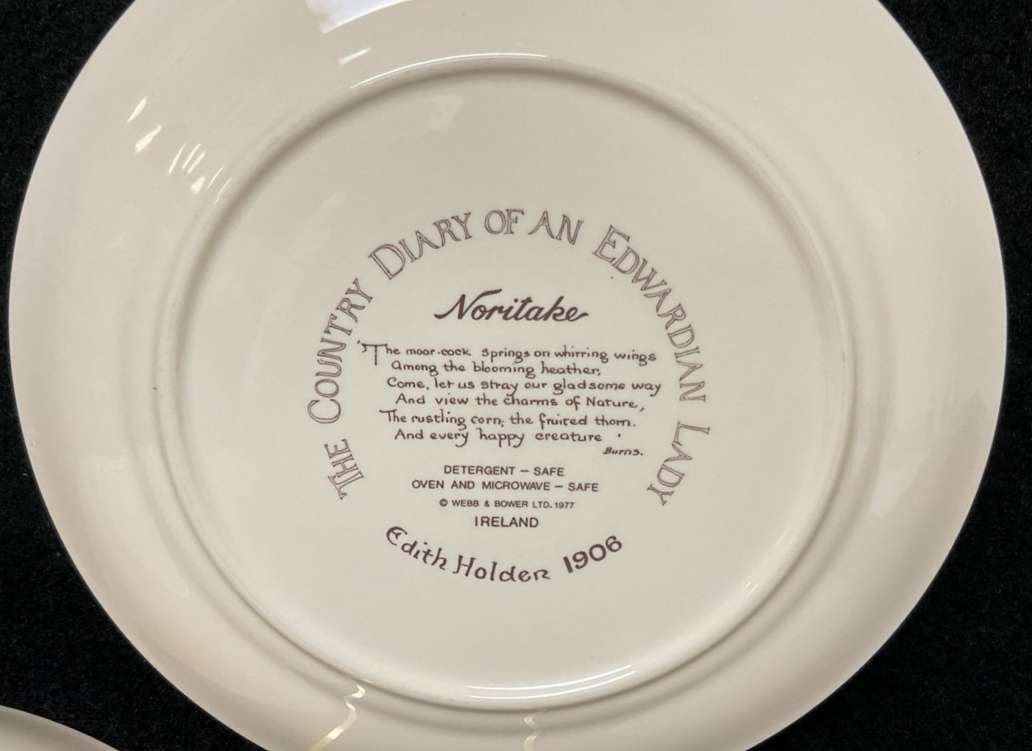 THE COUNTRY DIARY OF AN EDWARDIAN LADY
Noritake
'The moor-cock springs on whirring wings
Among the blooming heather,
Come, let us stray our gladsome way
And view the charms of Nature,
The rustling corn, the fruited thorn.
And every happy creature '
Burns.
DETERGENT – SAFE
OVEN AND MICROWAVE – SAFE
© WEBB & BOWER LTD. 1977
IRELAND
Edith Holden 1906